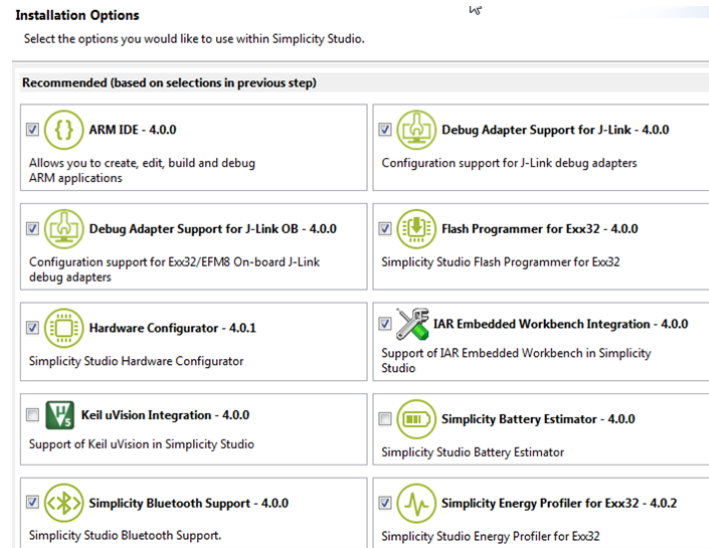 Installation Options
Select the options you would like to use within Simplicity Studio.
Recommended (based on selections in previous step)
ARM IDE - 4.0.0
Allows you to create, edit, build and debug
ARM applications
Debug Adapter Support for J-Link - 4.0.0
Configuration support for J-Link debug adapters
Debug Adapter Support for J-Link OB - 4.0.0
Configuration support for Exx32/EFM8 On-board J-Link
debug adapters
Flash Programmer for Exx32 - 4.0.0
Simplicity Studio Flash Programmer for Exx32
Hardware Configurator - 4.0.1
Simplicity Studio Hardware Configurator
IAR Embedded Workbench Integration - 4.0.0
Support of IAR Embedded Workbench in Simplicity
Studio
Keil uVision Integration - 4.0.0
Support of Keil uVision in Simplicity Studio
Simplicity Battery Estimator - 4.0.0
Simplicity Studio Battery Estimator
Simplicity Bluetooth Support - 4.0.0
Simplicity Studio Bluetooth Support.
Simplicity Energy Profiler for Exx32 - 4.0.2
Simplicity Studio Energy Profiler for Exx32